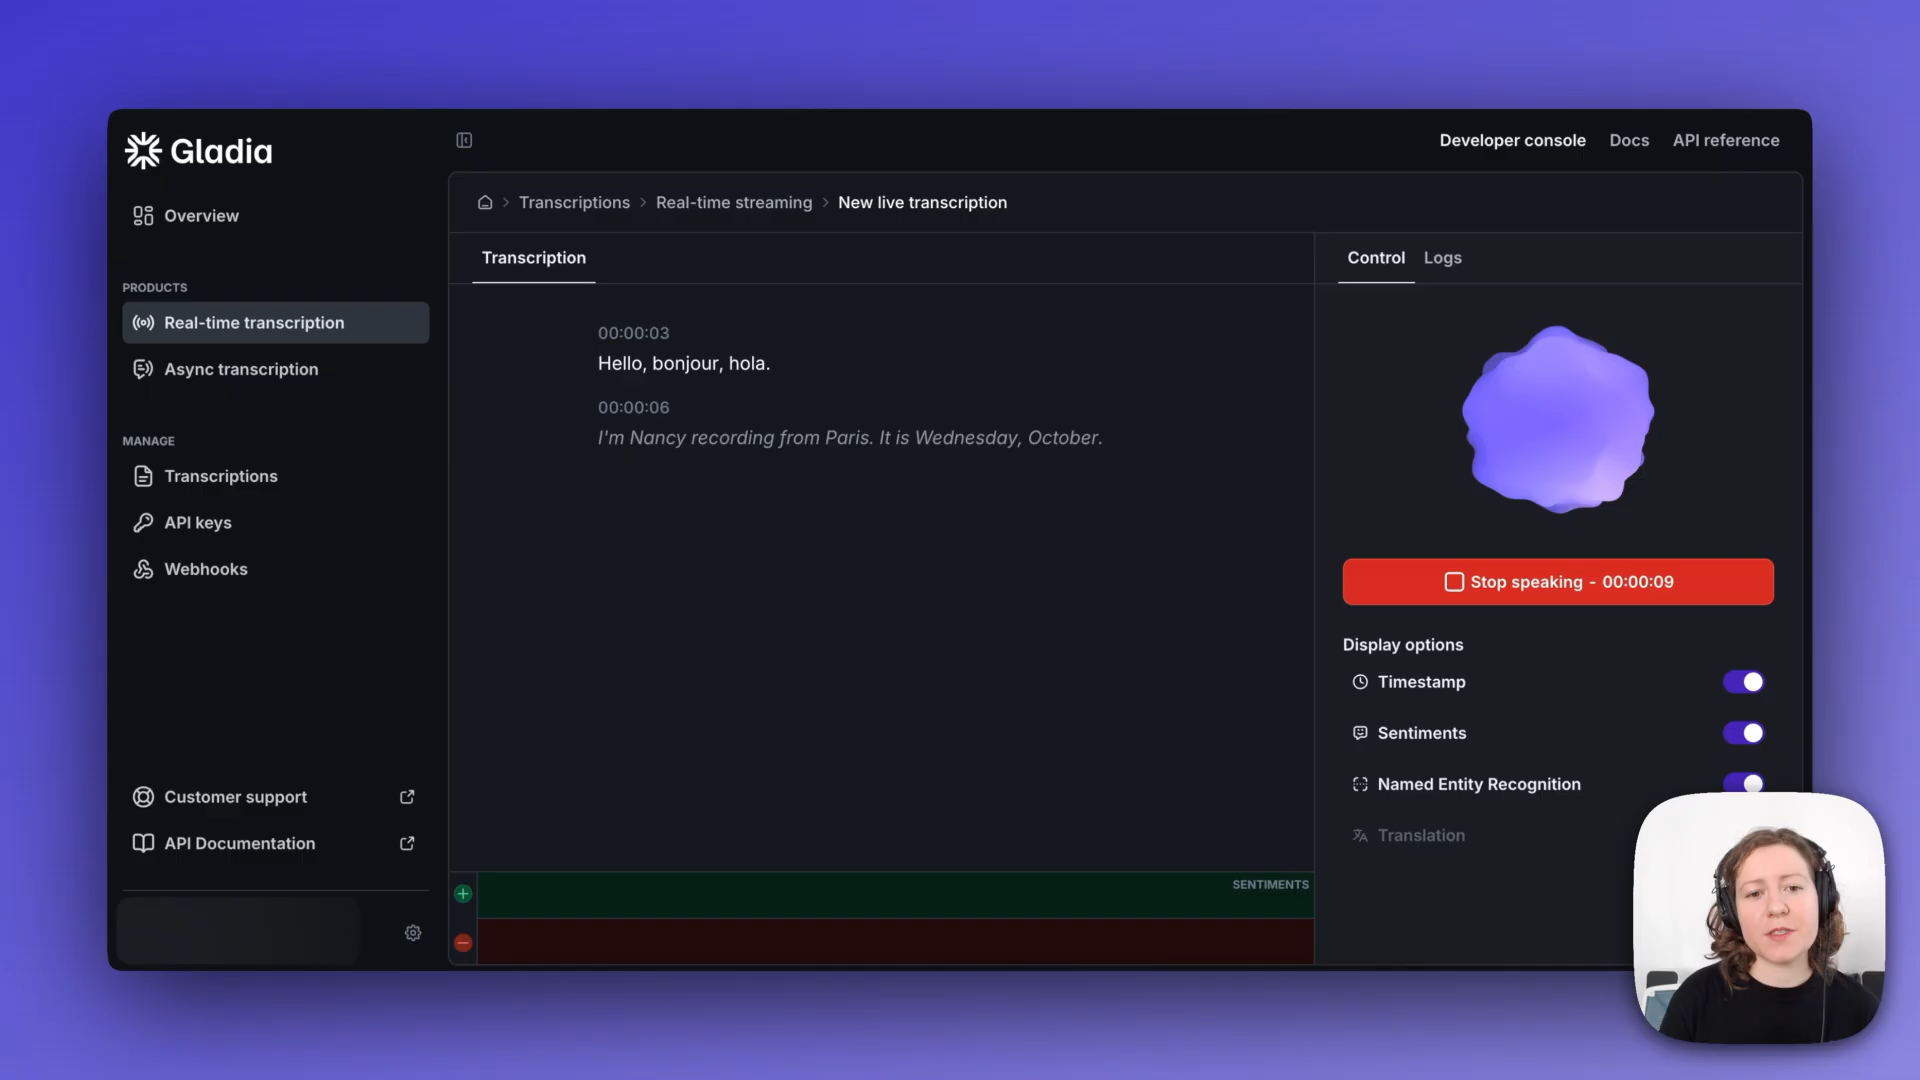 Gladia
Developer console
Docs
API reference
Overview
Transcriptions
Real-time streaming
New live transcription
Transcription
Control
Logs
PRODUCTS
Real-time transcription
Async transcription
00:00:03
Hello, bonjour, hola.
00:00:06
I'm Nancy recording from Paris. It is Wednesday, October.
MANAGE
Transcriptions
API keys
Webhooks
Stop speaking - 00:00:09
Display options
Timestamp
Sentiments
Named Entity Recognition
Translation
Customer support
API Documentation
SENTIMENTS